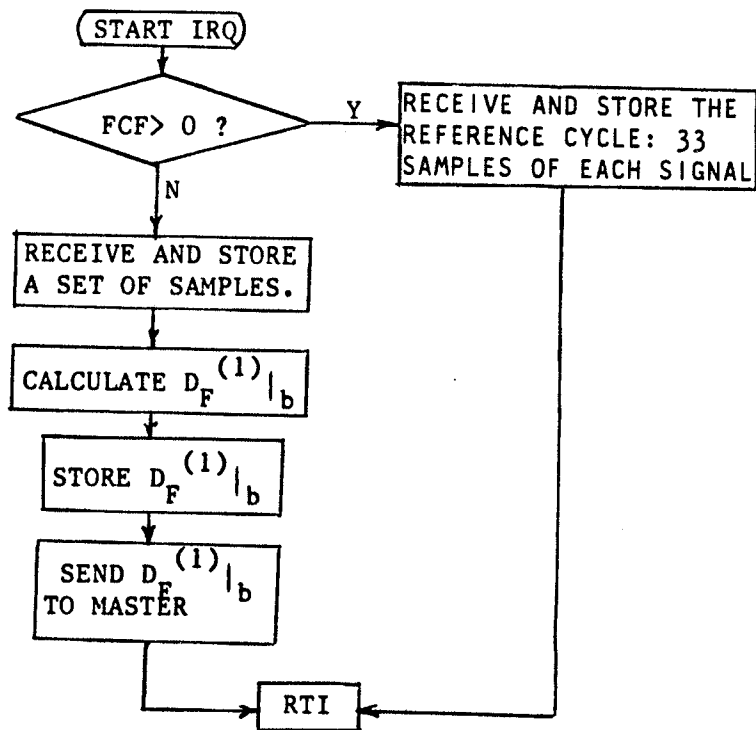 START IRQ
FCF> O ?
Y
RECEIVE AND STORE THE
REFERENCE CYCLE: 33
SAMPLES OF EACH SIGNAL
N
RECEIVE AND STORE
A SET OF SAMPLES.
CALCULATE D_F^(1)|_b
STORE D_F^(1)|_b
SEND D_F^(1)|_b
TO MASTER
RTI